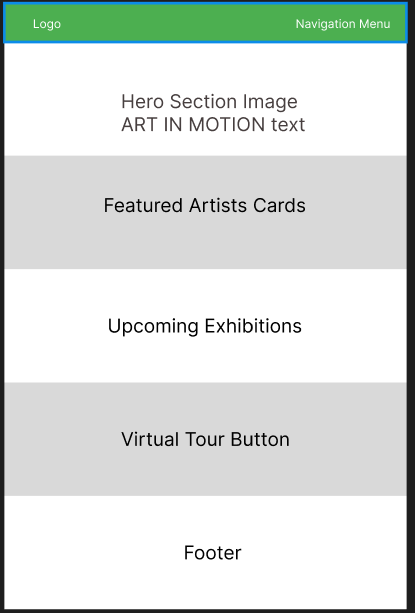 Logo
Navigation Menu
Hero Section Image
ART IN MOTION text
Featured Artists Cards
Upcoming Exhibitions
Virtual Tour Button
Footer